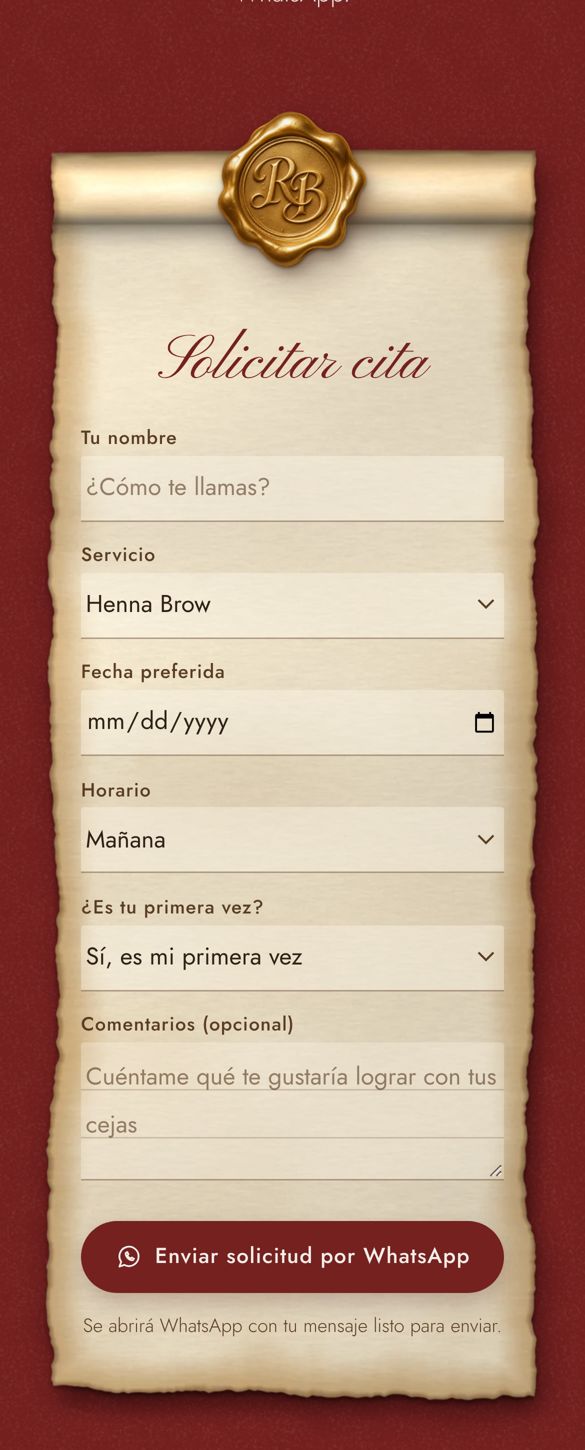 WhatsApp.
RB
Solicitar cita
Tu nombre
¿Cómo te llamas?
Servicio
Henna Brow
Fecha preferida
mm/dd/yyyy
Horario
Mañana
¿Es tu primera vez?
Sí, es mi primera vez
Comentarios (opcional)
Cuéntame qué te gustaría lograr con tus
cejas
Enviar solicitud por WhatsApp
Se abrirá WhatsApp con tu mensaje listo para enviar.